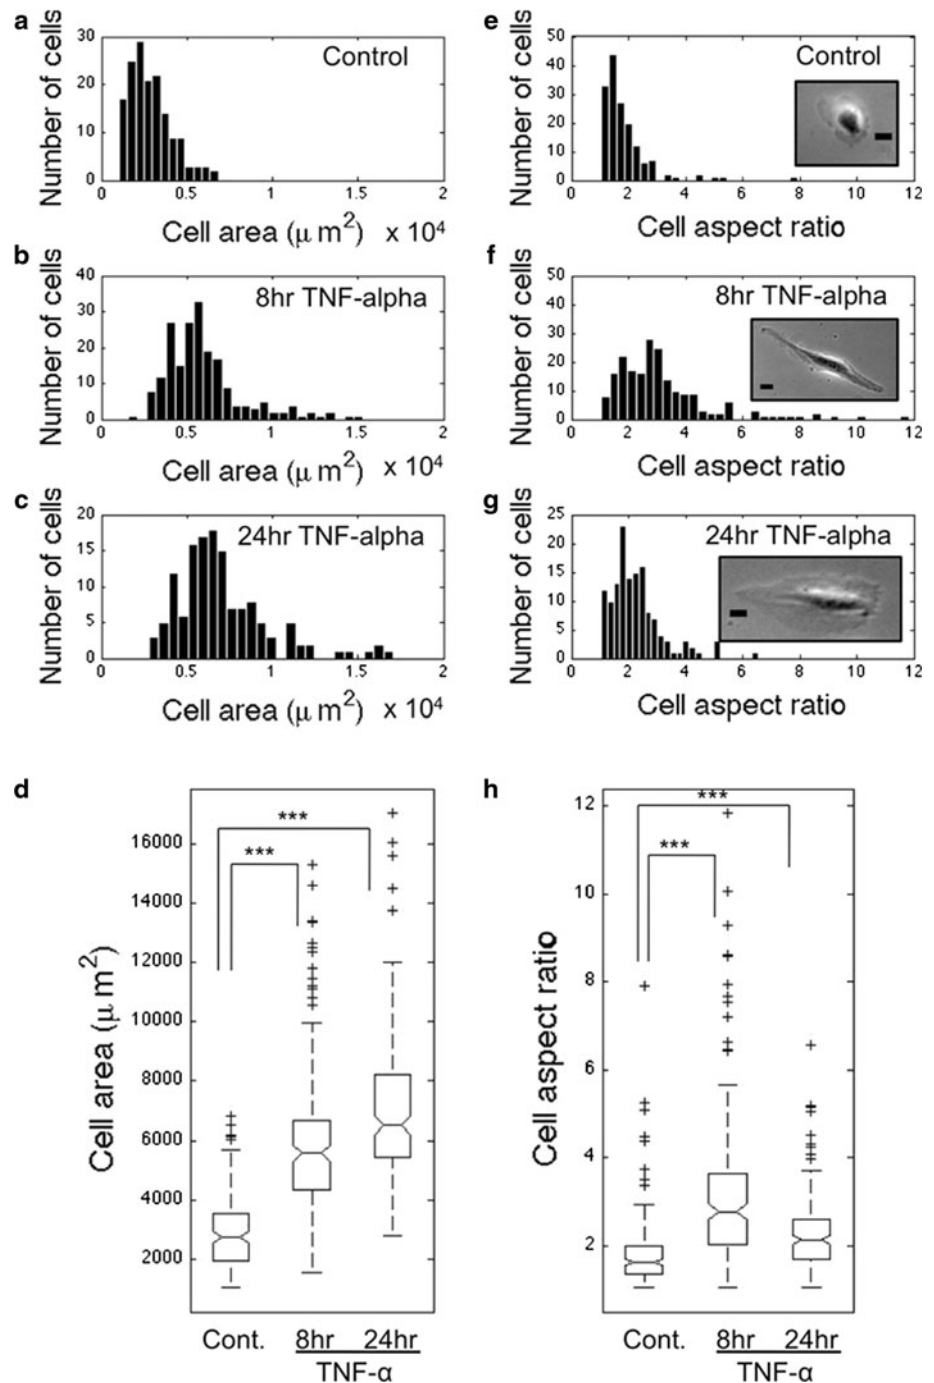 a
Number of cells
30
20
10
0
Control
0 0.5 1 1.5 2
Cell area (μ m²) x 10⁴
b
Number of cells
40
30
20
10
0
8hr TNF-alpha
0 0.5 1 1.5 2
Cell area (μ m²) x 10⁴
c
Number of cells
20
15
10
5
0
24hr TNF-alpha
0 0.5 1 1.5 2
Cell area (μ m²) x 10⁴
e
Number of cells
50
40
30
20
10
0
Control
0 2 4 6 8 10 12
Cell aspect ratio
f
Number of cells
50
40
30
20
10
0
8hr TNF-alpha
0 2 4 6 8 10 12
Cell aspect ratio
g
Number of cells
25
20
15
10
5
0
24hr TNF-alpha
0 2 4 6 8 10 12
Cell aspect ratio
d
Cell area (μ m²)
16000
14000
12000
10000
8000
6000
4000
2000
***
***
Cont. 8hr 24hr
TNF-α
h
Cell aspect ratio
12
10
8
6
4
2
***
***
Cont. 8hr 24hr
TNF-α